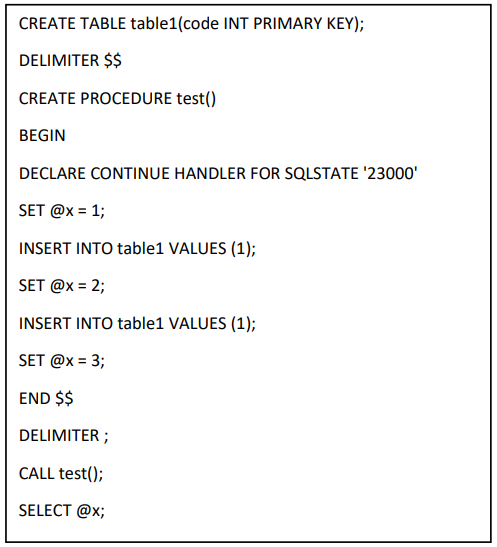 CREATE TABLE table1(code INT PRIMARY KEY);
DELIMITER $$
CREATE PROCEDURE test()
BEGIN
DECLARE CONTINUE HANDLER FOR SQLSTATE '23000'
SET @x = 1;
INSERT INTO table1 VALUES (1);
SET @x = 2;
INSERT INTO table1 VALUES (1);
SET @x = 3;
END $$
DELIMITER ;
CALL test();
SELECT @x;